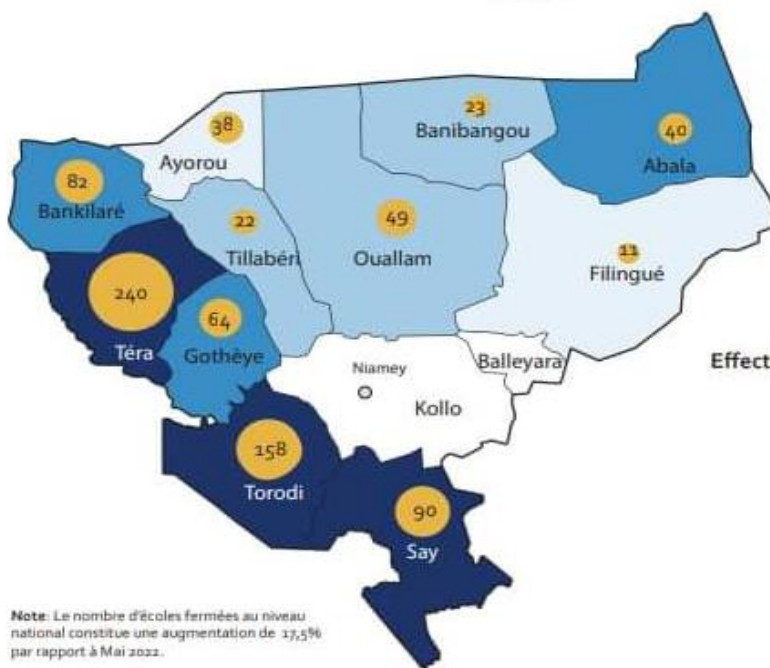 23
Banibangou
38
Ayorou
40
Abala
82
Bankilaré
22
Tillabéri
49
Ouallam
11
Filingué
240
Téra
64
Gothèye
Niamey
Balleyara
Kollo
Effect
158
Torodi
90
Say
Note: Le nombre d'écoles fermées au niveau
national constitue une augmentation de 17,5%
par rapport à Mai 2022.